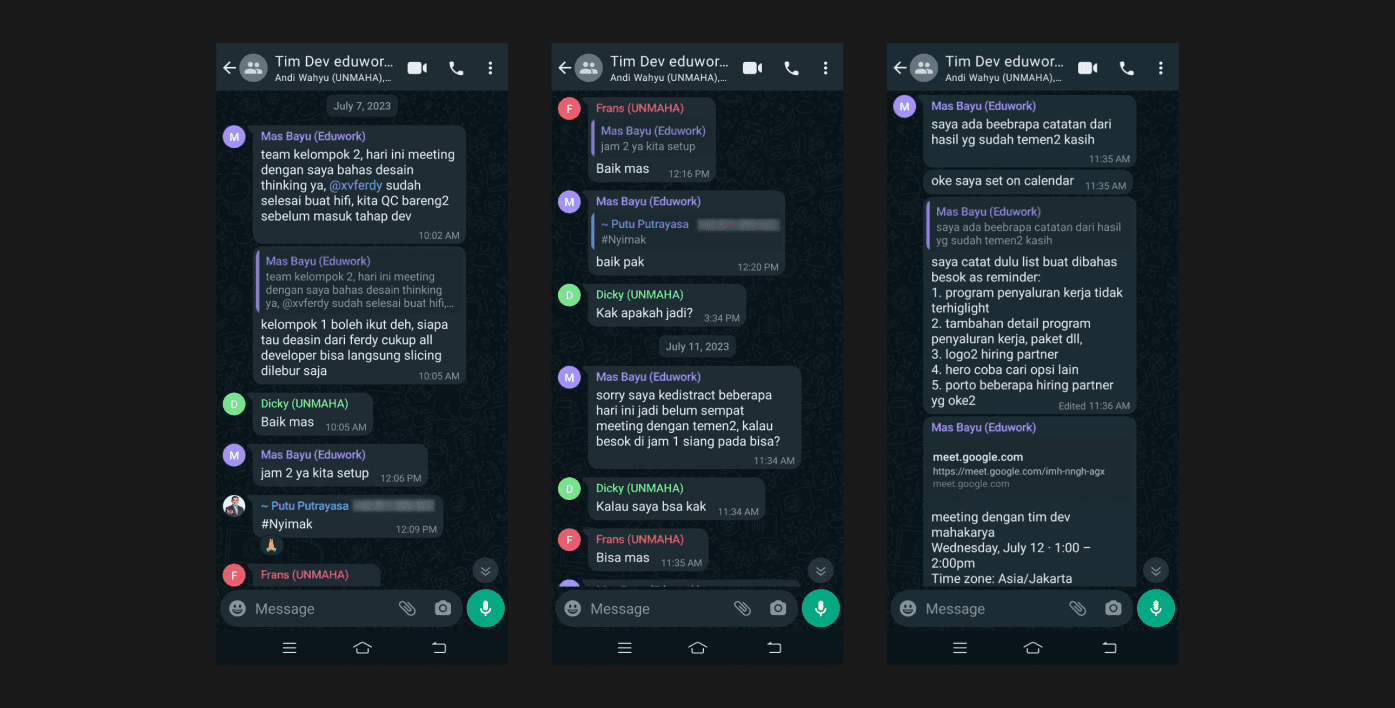 Tim Dev eduwor...
Andi Wahyu (UNMAHA),...
July 7, 2023
M
Mas Bayu (Eduwork)
team kelompok 2, hari ini meeting
dengan saya bahas desain
thinking ya, @xvferdy sudah
selesai buat hifi, kita QC bareng2
sebelum masuk tahap dev
10:02 AM
Mas Bayu (Eduwork)
team kelompok 2, hari ini meeting
dengan saya bahas desain thinking
ya, @xvferdy sudah selesai buat hifi,...
kelompok 1 boleh ikut deh, siapa
tau deasin dari ferdy cukup all
developer bisa langsung slicing
dilebur saja
10:05 AM
D
Dicky (UNMAHA)
Baik mas
10:05 AM
M
Mas Bayu (Eduwork)
jam 2 ya kita setup
12:06 PM
~ Putu Putrayasa
#Nyimak
12:09 PM
F
Frans (UNMAHA)
Message
Tim Dev eduwor...
Andi Wahyu (UNMAHA),...
F
Frans (UNMAHA)
Mas Bayu (Eduwork)
jam 2 ya kita setup
Baik mas
12:16 PM
M
Mas Bayu (Eduwork)
~ Putu Putrayasa
#Nyimak
baik pak
12:20 PM
D
Dicky (UNMAHA)
Kak apakah jadi?
3:34 PM
July 11, 2023
M
Mas Bayu (Eduwork)
sorry saya kedistract beberapa
hari ini jadi belum sempat
meeting dengan temen2, kalau
besok di jam 1 siang pada bisa?
11:34 AM
D
Dicky (UNMAHA)
Kalau saya bsa kak
11:34 AM
F
Frans (UNMAHA)
Bisa mas
11:35 AM
Message
Tim Dev eduwor...
Andi Wahyu (UNMAHA),...
M
Mas Bayu (Eduwork)
saya ada beebrapa catatan dari
hasil yg sudah temen2 kasih
11:35 AM
oke saya set on calendar
11:35 AM
Mas Bayu (Eduwork)
saya ada beebrapa catatan dari hasil
yg sudah temen2 kasih
saya catat dulu list buat dibahas
besok as reminder:
1. program penyaluran kerja tidak
terhiglight
2. tambahan detail program
penyaluran kerja, paket dll,
3. logo2 hiring partner
4. hero coba cari opsi lain
5. porto beberapa hiring partner
yg oke2
Edited 11:36 AM
Mas Bayu (Eduwork)
meet.google.com
https://meet.google.com/imh-nngh-agx
meet.google.com
meeting dengan tim dev
mahakarya
Wednesday, July 12 · 1:00 –
2:00pm
Time zone: Asia/Jakarta
Message